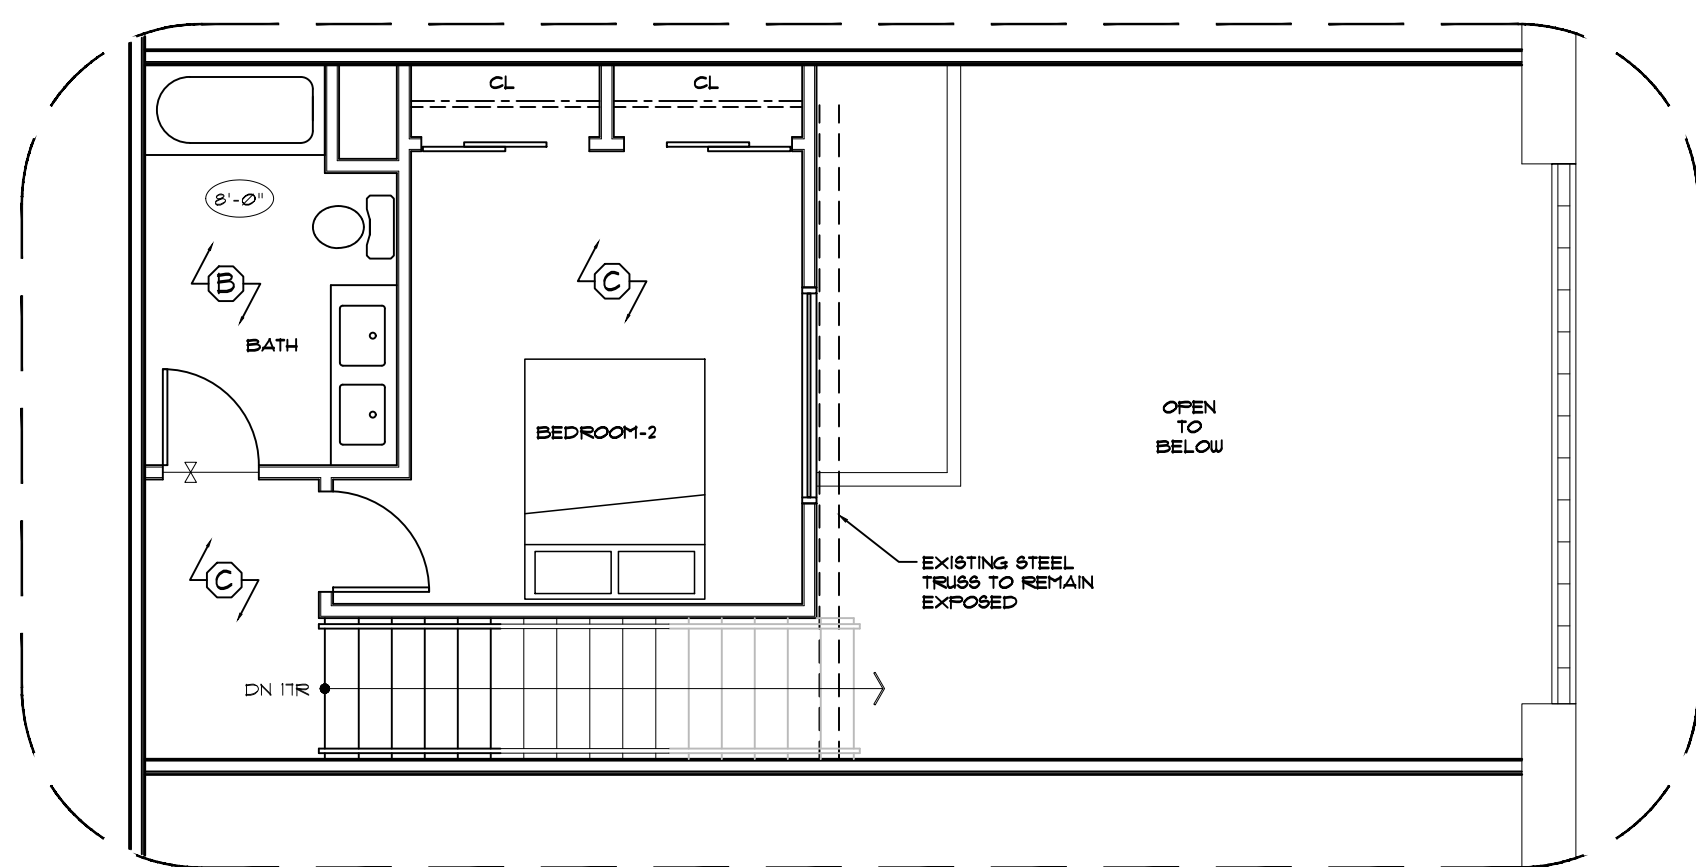 CL
CL
8'-0"
B
C
BATH
BEDROOM-2
OPEN
TO
BELOW
C
EXISTING STEEL
TRUSS TO REMAIN
EXPOSED
DN 17R